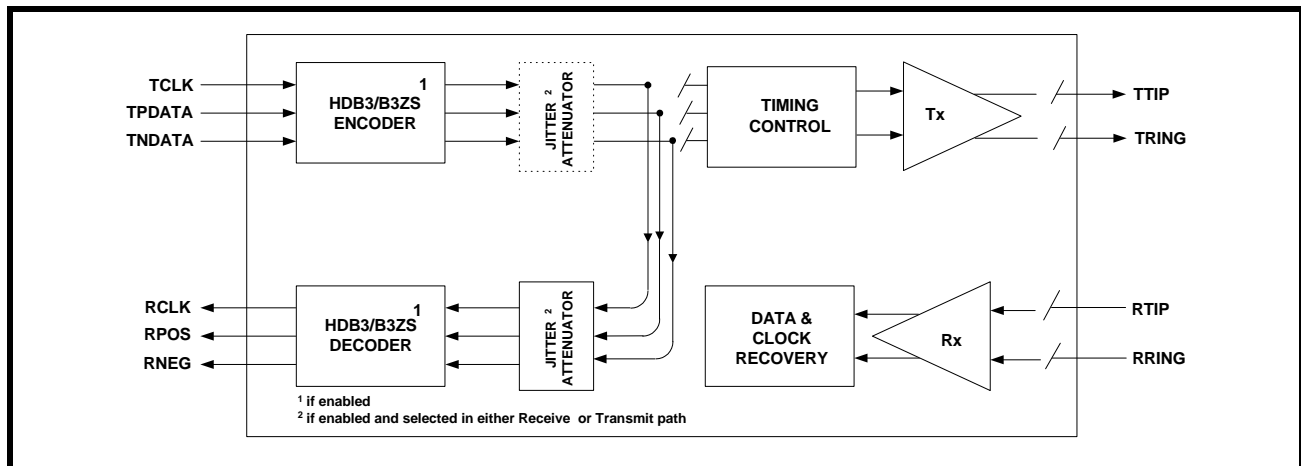 TCLK
TPDATA
TNDATA
HDB3/B3ZS 1
ENCODER
JITTER 2
ATTENUATOR
TIMING
CONTROL
Tx
TTIP
TRING
RCLK
RPOS
RNEG
HDB3/B3ZS 1
DECODER
JITTER 2
ATTENUATOR
DATA &
CLOCK
RECOVERY
Rx
RTIP
RRING
1 if enabled
2 if enabled and selected in either Receive or Transmit path